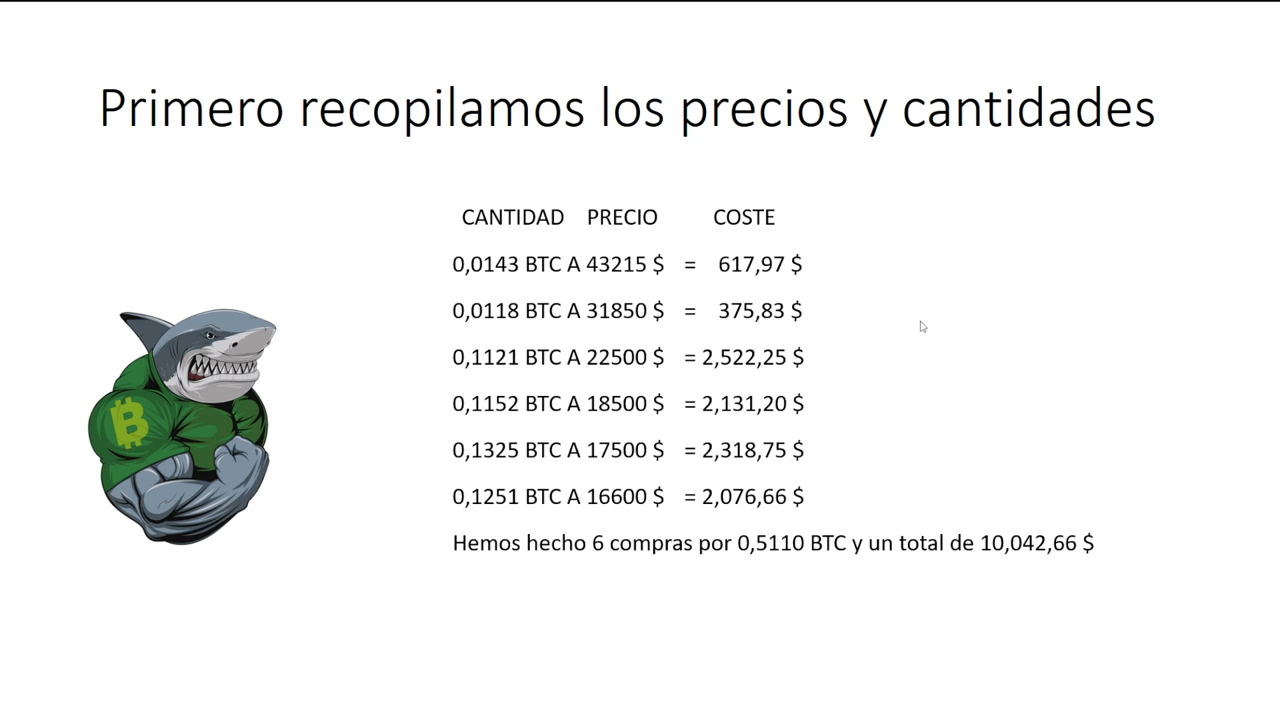 Primero recopilamos los precios y cantidades
CANTIDAD PRECIO COSTE
0,0143 BTC A 43215 $ = 617,97 $
0,0118 BTC A 31850 $ = 375,83 $
0,1121 BTC A 22500 $ = 2,522,25 $
0,1152 BTC A 18500 $ = 2,131,20 $
0,1325 BTC A 17500 $ = 2,318,75 $
0,1251 BTC A 16600 $ = 2,076,66 $
Hemos hecho 6 compras por 0,5110 BTC y un total de 10,042,66 $